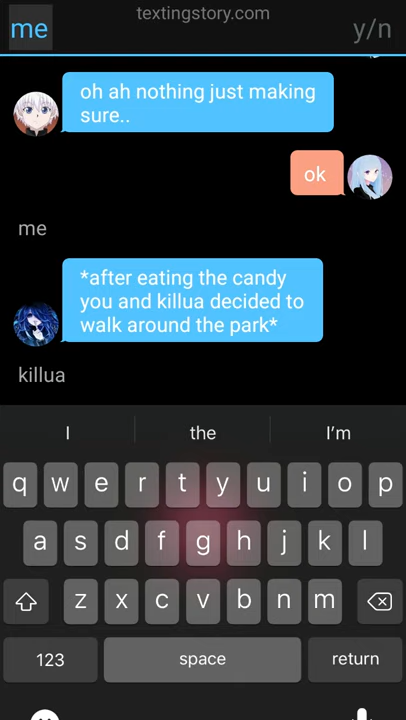 textingstory.com
me
y/n
oh ah nothing just making
sure..
ok
me
*after eating the candy
you and killua decided to
walk around the park*
killua
I the I'm
q w e r t y u i o p
a s d f g h j k l
z x c v b n m
123 space return